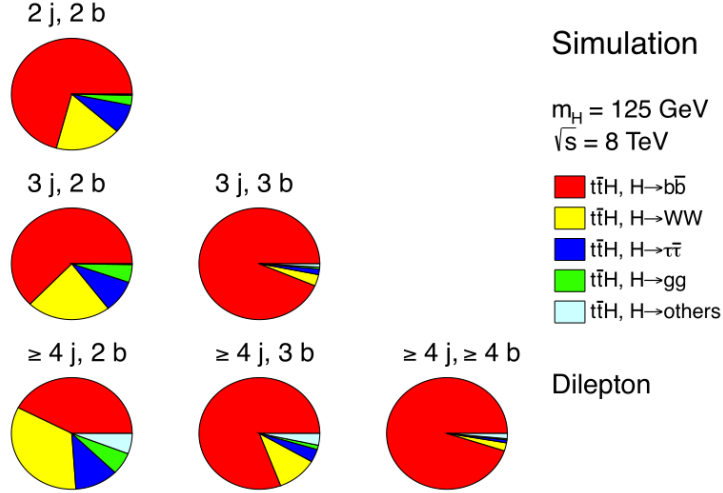 2 j, 2 b
3 j, 2 b
3 j, 3 b
≥ 4 j, 2 b
≥ 4 j, 3 b
≥ 4 j, ≥ 4 b
Simulation
m_H = 125 GeV
√s = 8 TeV
tt̄H, H→bb̄
tt̄H, H→WW
tt̄H, H→ττ̄
tt̄H, H→gg
tt̄H, H→others
Dilepton